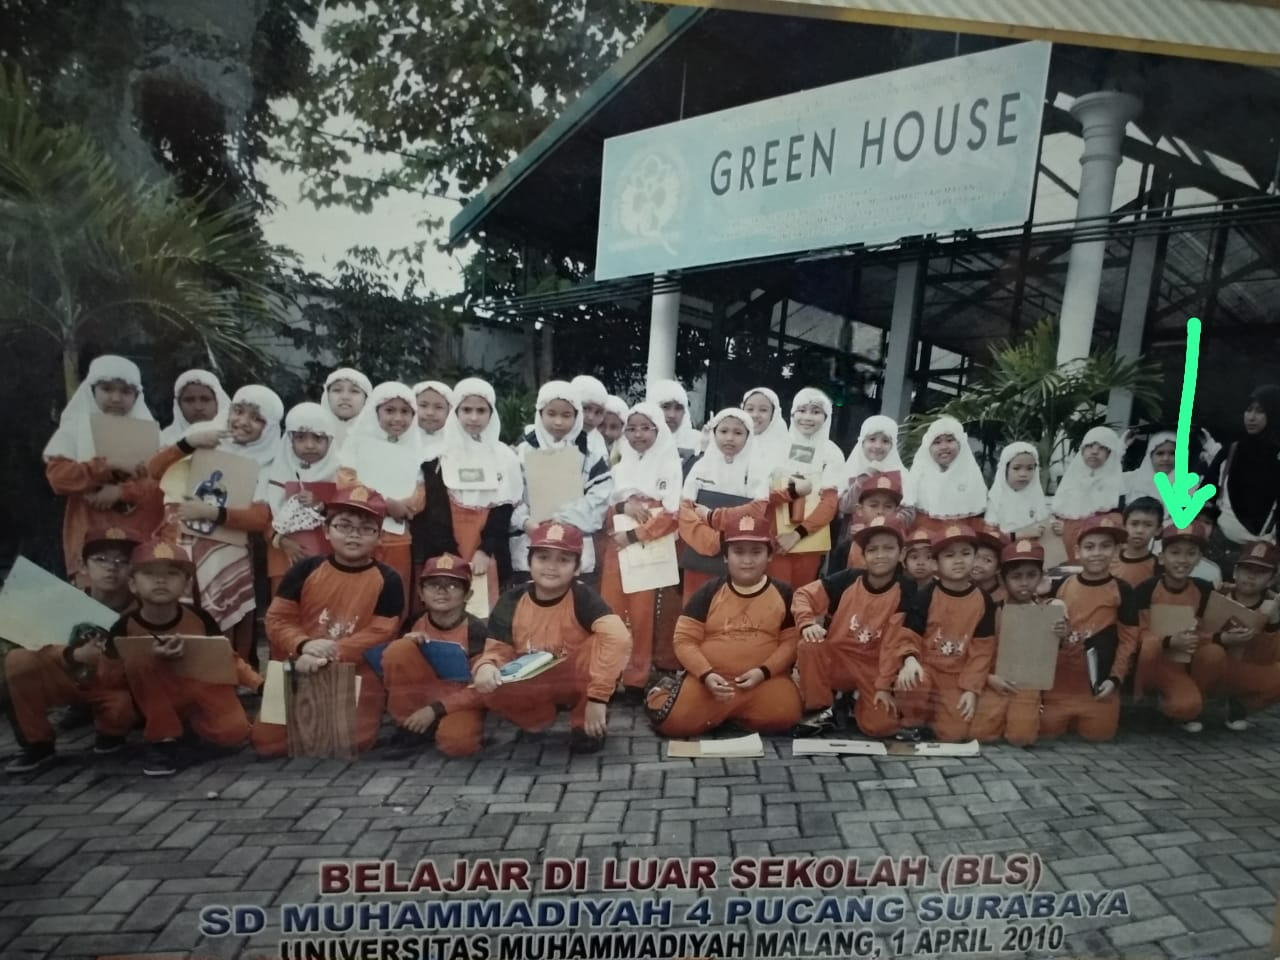 GREEN HOUSE
BELAJAR DI LUAR SEKOLAH (BLS)
SD MUHAMMADIYAH 4 PUCANG SURABAYA
UNIVERSITAS MUHAMMADIYAH MALANG, 1 APRIL 2010